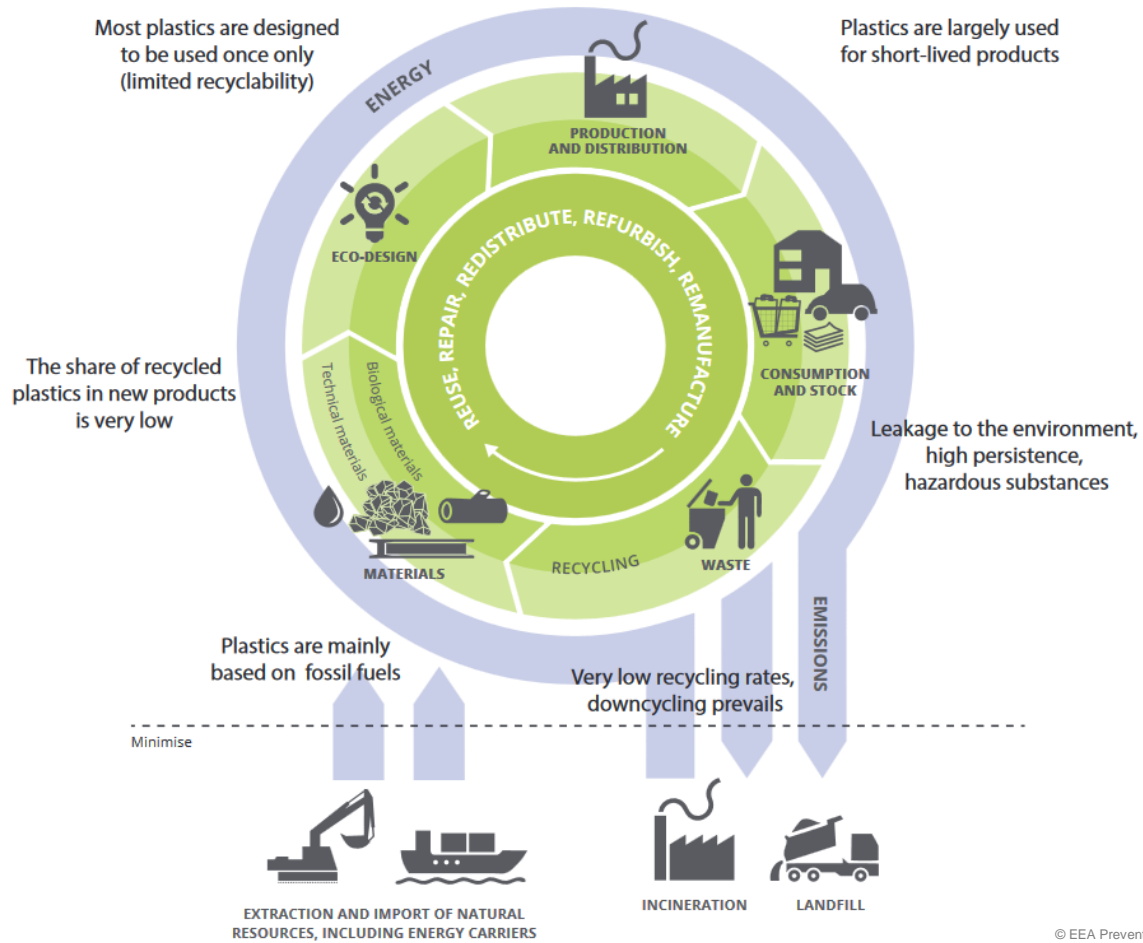 Most plastics are designed
to be used once only
(limited recyclability)
Plastics are largely used
for short-lived products
ENERGY
PRODUCTION
AND DISTRIBUTION
ECO-DESIGN
REUSE, REPAIR, REDISTRIBUTE, REFURBISH, REMANUFACTURE
CONSUMPTION
AND STOCK
The share of recycled
plastics in new products
is very low
Technical materials
Biological materials
Leakage to the environment,
high persistence,
hazardous substances
MATERIALS
RECYCLING
WASTE
EMISSIONS
Plastics are mainly
based on fossil fuels
Very low recycling rates,
downcycling prevails
Minimise
EXTRACTION AND IMPORT OF NATURAL
RESOURCES, INCLUDING ENERGY CARRIERS
INCINERATION
LANDFILL
© EEA Preven